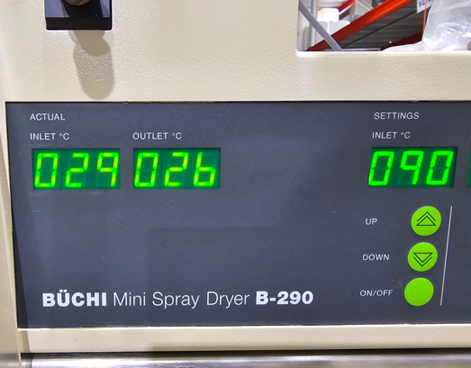 ACTUAL SETTINGS
INLET °C OUTLET °C INLET °C
029 026 090
UP
DOWN
ON/OFF
BÜCHI Mini Spray Dryer B-290